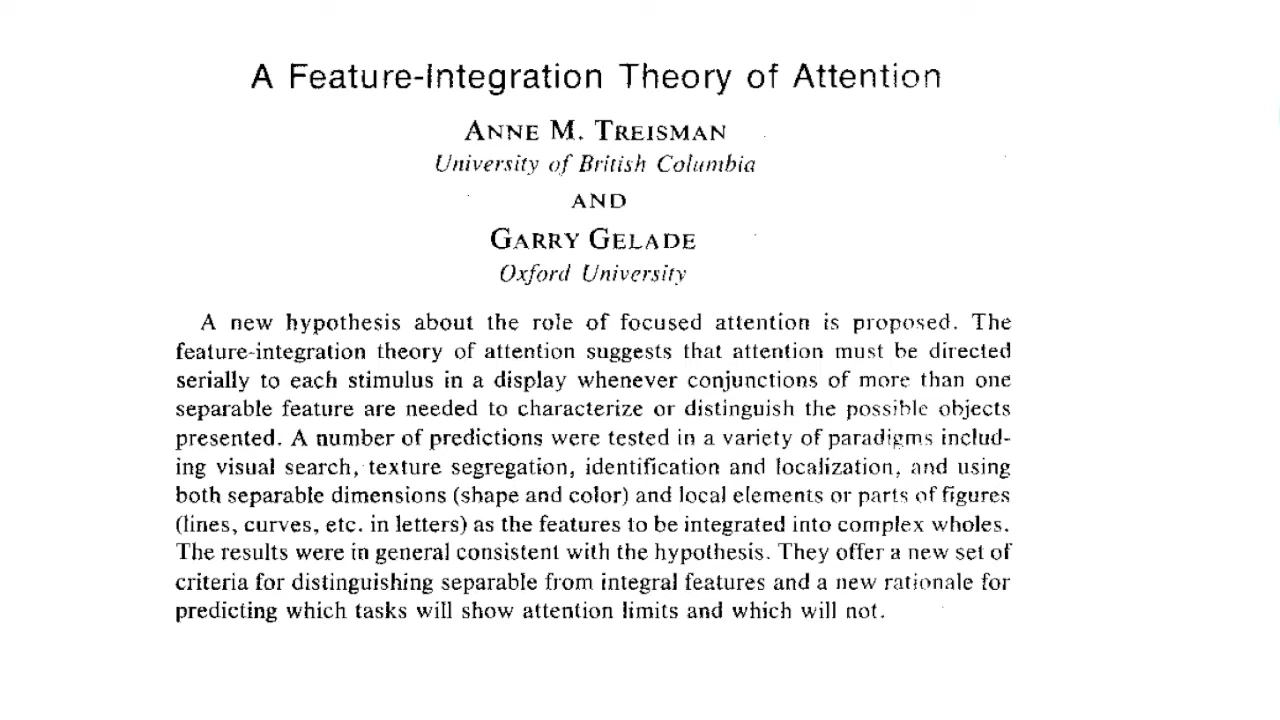 A Feature-Integration Theory of Attention
ANNE M. TREISMAN
University of British Columbia
AND
GARRY GELADE
Oxford University
A new hypothesis about the role of focused attention is proposed. The
feature-integration theory of attention suggests that attention must be directed
serially to each stimulus in a display whenever conjunctions of more than one
separable feature are needed to characterize or distinguish the possible objects
presented. A number of predictions were tested in a variety of paradigms includ-
ing visual search, texture segregation, identification and localization, and using
both separable dimensions (shape and color) and local elements or parts of figures
(lines, curves, etc. in letters) as the features to be integrated into complex wholes.
The results were in general consistent with the hypothesis. They offer a new set of
criteria for distinguishing separable from integral features and a new rationale for
predicting which tasks will show attention limits and which will not.